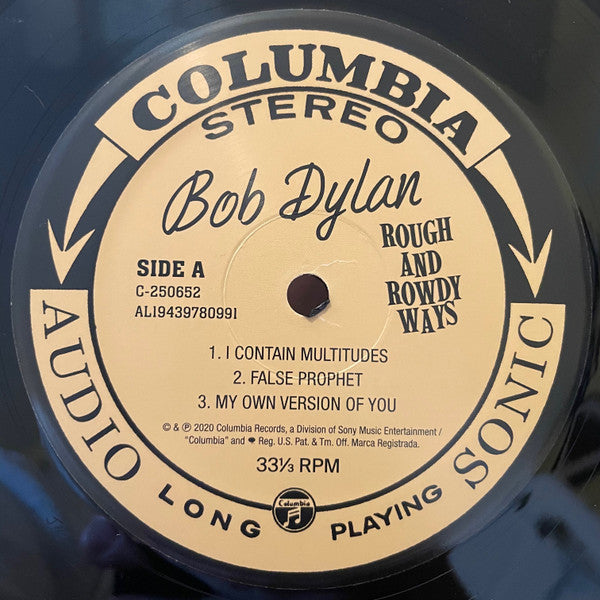 COLUMBIA
STEREO
Bob Dylan
ROUGH
AND
ROWDY
WAYS
SIDE A
C-250652
AL19439780991
1. I CONTAIN MULTITUDES
2. FALSE PROPHET
3. MY OWN VERSION OF YOU
© & ℗ 2020 Columbia Records, a Division of Sony Music Entertainment /
"Columbia" and Reg. U.S. Pat. & Tm. Off. Marca Registrada.
33⅓ RPM
AUDIO
LONG
Columbia
PLAYING
SONIC